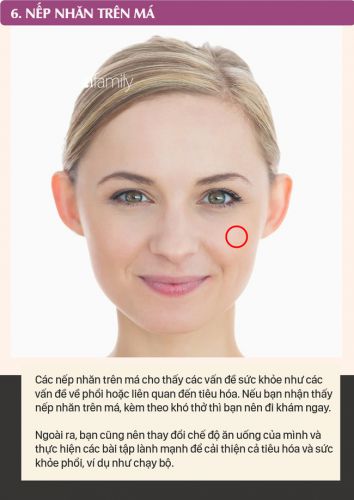 6. NẾP NHĂN TRÊN MÁ
family
Các nếp nhăn trên má cho thấy các vấn đề sức khỏe như các
vấn đề về phổi hoặc liên quan đến tiêu hóa. Nếu bạn nhận thấy
nếp nhăn trên má, kèm theo khó thở thì bạn nên đi khám ngay.
Ngoài ra, bạn cũng nên thay đổi chế độ ăn uống của mình và
thực hiện các bài tập lành mạnh để cải thiện cả tiêu hóa và sức
khỏe phổi, ví dụ như chạy bộ.